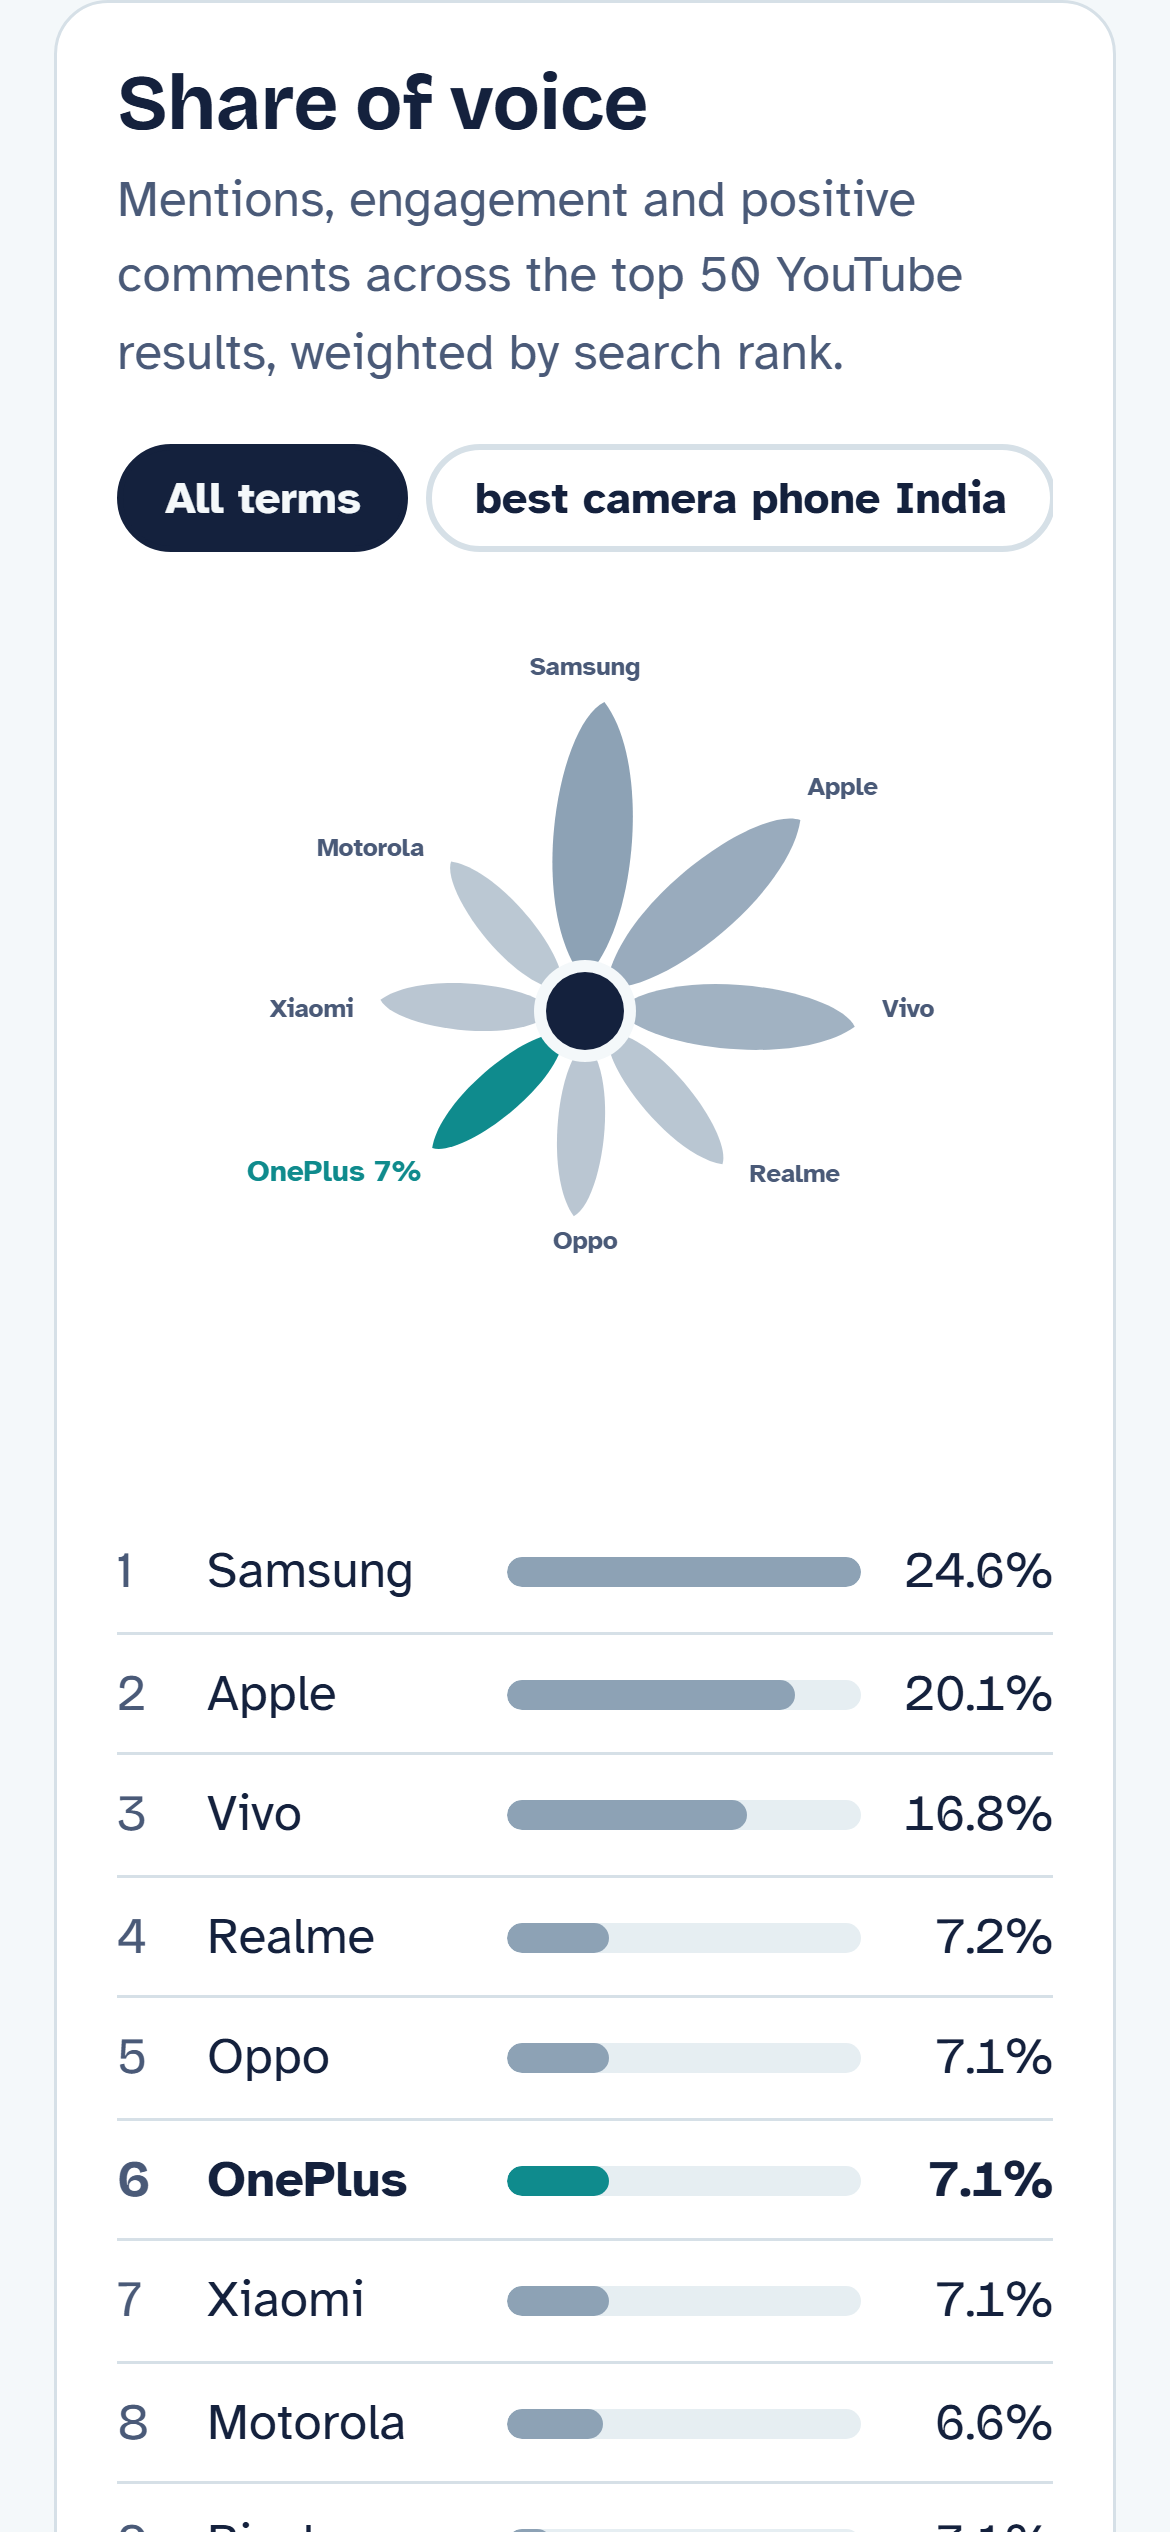 Share of voice
Mentions, engagement and positive
comments across the top 50 YouTube
results, weighted by search rank.
All terms
best camera phone India
Samsung
Apple
Motorola
Xiaomi
Vivo
OnePlus 7%
Realme
Oppo
1 Samsung 24.6%
2 Apple 20.1%
3 Vivo 16.8%
4 Realme 7.2%
5 Oppo 7.1%
6 OnePlus 7.1%
7 Xiaomi 7.1%
8 Motorola 6.6%